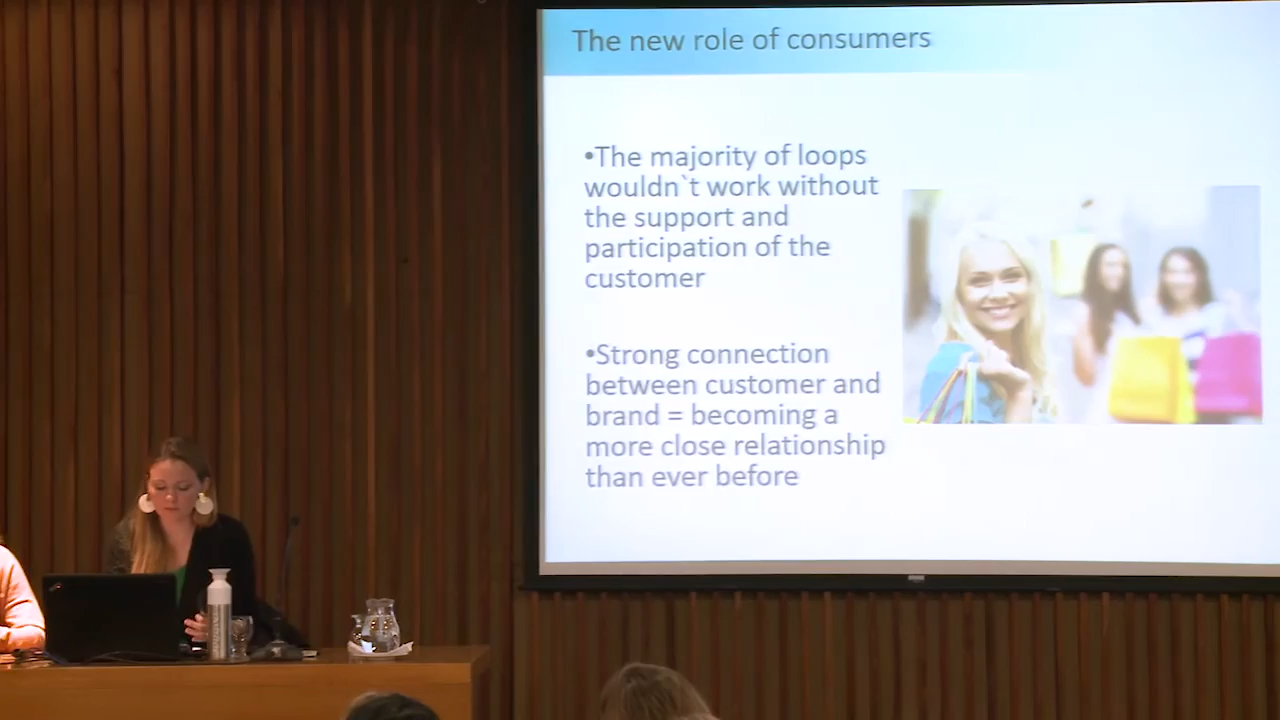 The new role of consumers
•The majority of loops
wouldn`t work without
the support and
participation of the
customer
•Strong connection
between customer and
brand = becoming a
more close relationship
than ever before